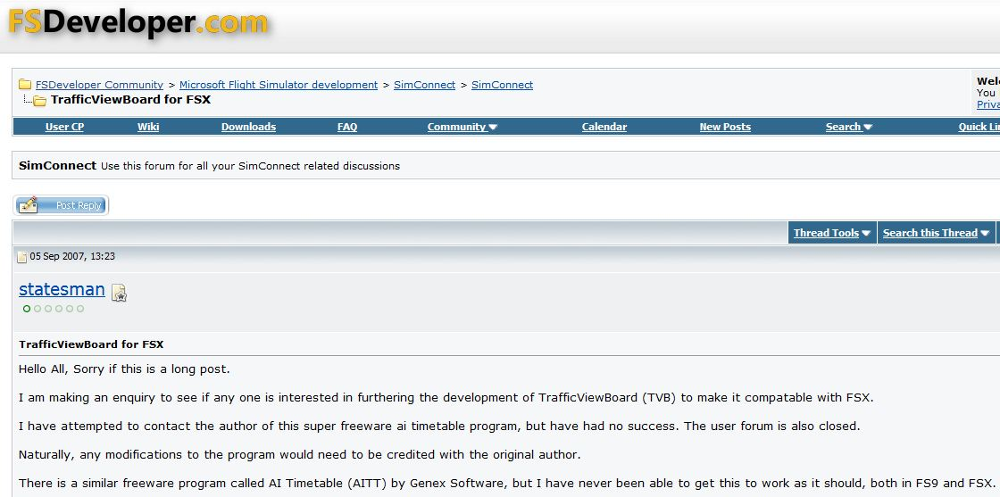 FSDeveloper.com
FSDeveloper Community > Microsoft Flight Simulator development > SimConnect > SimConnect
TrafficViewBoard for FSX
You
User CP Wiki Downloads FAQ Community Calendar New Posts Search Quick
SimConnect Use this forum for all your SimConnect related discussions
Post Reply
Thread Tools Search this Thread
05 Sep 2007, 13:23
statesman
TrafficViewBoard for FSX
Hello All, Sorry if this is a long post.
I am making an enquiry to see if any one is interested in furthering the development of TrafficViewBoard (TVB) to make it compatable with FSX.
I have attempted to contact the author of this super freeware ai timetable program, but have had no success. The user forum is also closed.
Naturally, any modifications to the program would need to be credited with the original author.
There is a similar freeware program called AI Timetable (AITT) by Genex Software, but I have never been able to get this to work as it should, both in FS9 and FSX.